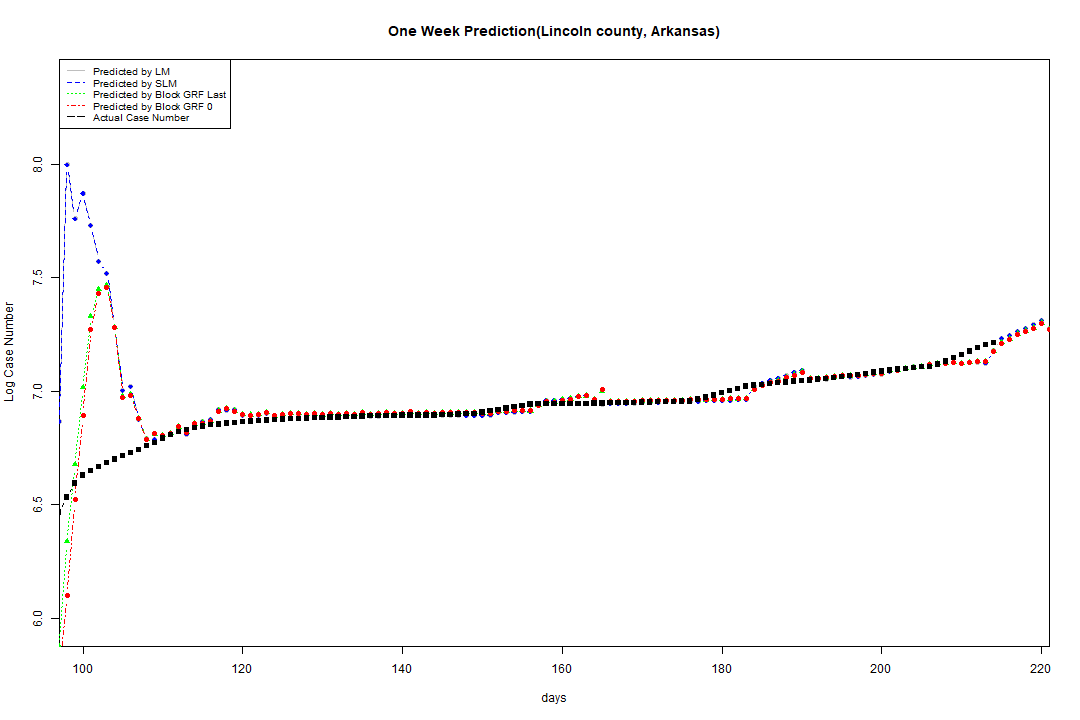 One Week Prediction(Lincoln county, Arkansas)
Predicted by LM
Predicted by SLM
Predicted by Block GRF Last
Predicted by Block GRF 0
Actual Case Number
8.0
7.5
7.0
6.5
6.0
Log Case Number
100 120 140 160 180 200 220
days